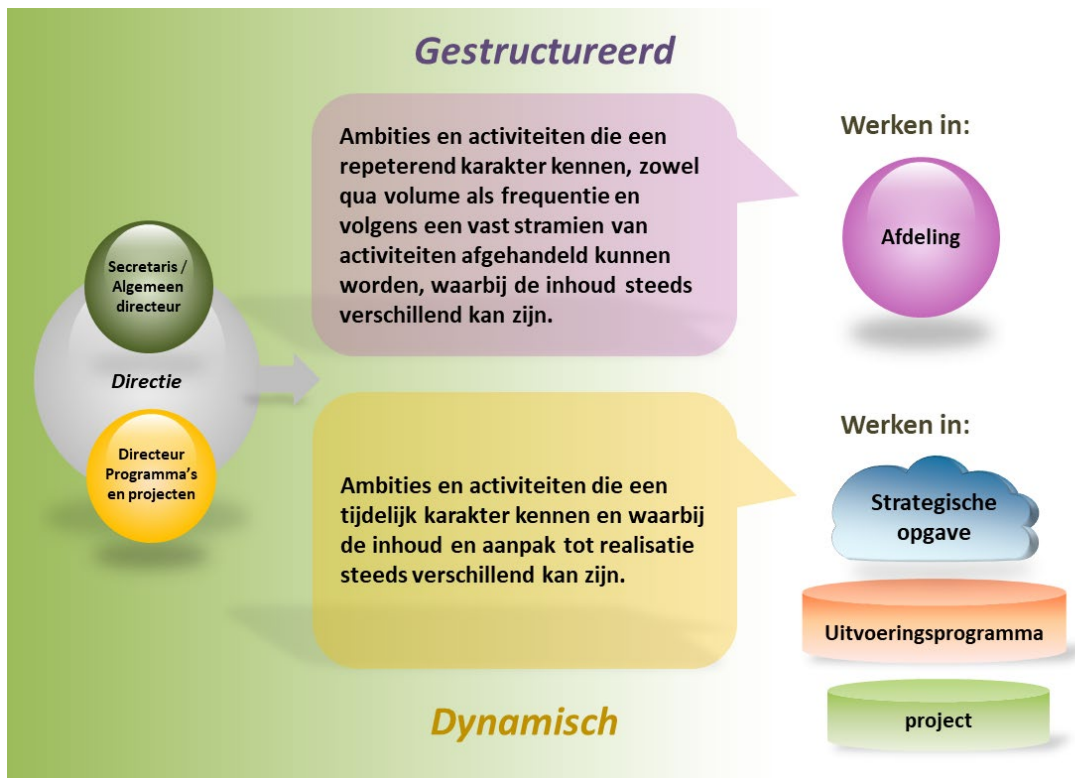 Gestructureerd
Ambities en activiteiten die een
repeterend karakter kennen, zowel
qua volume als frequentie en
volgens een vast stramien van
activiteiten afgehandeld kunnen
worden, waarbij de inhoud steeds
verschillend kan zijn.
Werken in:
Afdeling
Secretaris /
Algemeen
directeur
Directie
Directeur
Programma's
en projecten
Ambities en activiteiten die een
tijdelijk karakter kennen en waarbij
de inhoud en aanpak tot realisatie
steeds verschillend kan zijn.
Werken in:
Strategische
opgave
Uitvoeringsprogramma
project
Dynamisch